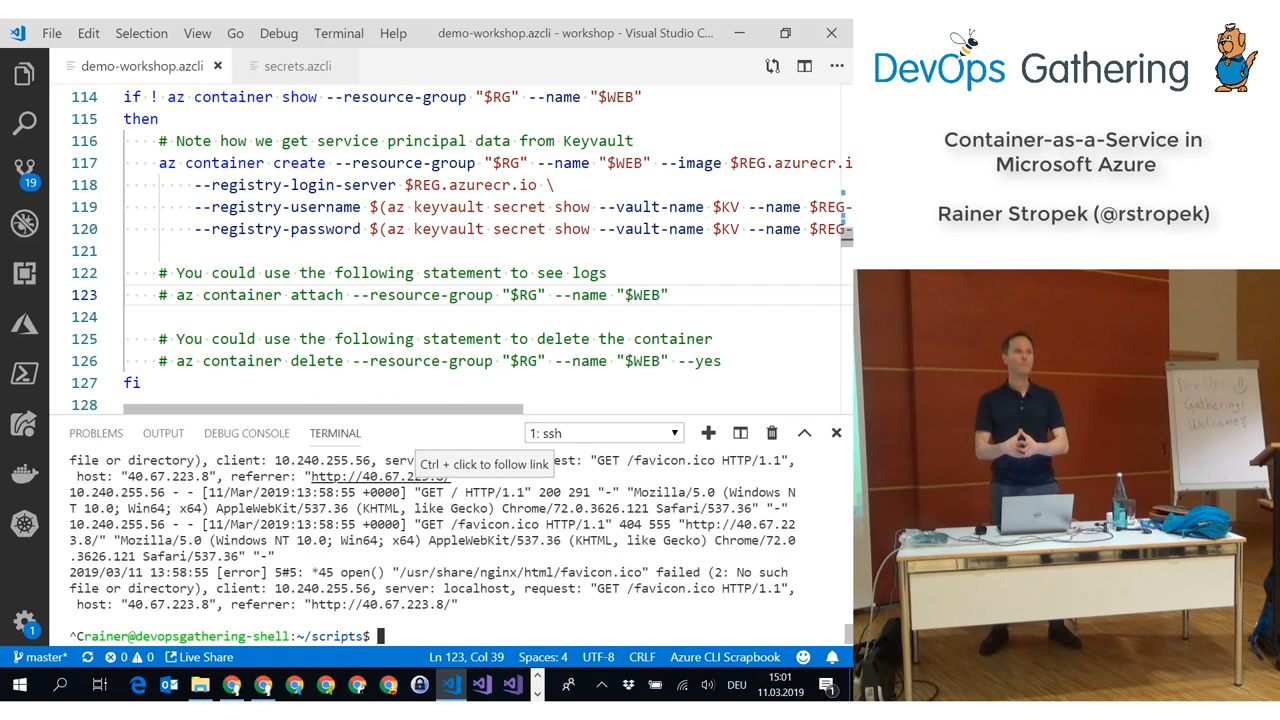 File Edit Selection View Go Debug Terminal Help demo-workshop.azcli - workshop - Visual Studio C...
demo-workshop.azcli secrets.azcli
114 if ! az container show --resource-group "$RG" --name "$WEB"
115 then
116 # Note how we get service principal data from Keyvault
117 az container create --resource-group "$RG" --name "$WEB" --image $REG.azurecr.i
118 --registry-login-server $REG.azurecr.io \
119 --registry-username $(az keyvault secret show --vault-name $KV --name $REG-
120 --registry-password $(az keyvault secret show --vault-name $KV --name $REG-
121
122 # You could use the following statement to see logs
123 # az container attach --resource-group "$RG" --name "$WEB"
124
125 # You could use the following statement to delete the container
126 # az container delete --resource-group "$RG" --name "$WEB" --yes
127 fi
128
19
1
PROBLEMS OUTPUT DEBUG CONSOLE TERMINAL 1: ssh
file or directory), client: 10.240.255.56, serv equest: "GET /favicon.ico HTTP/1.1",
Ctrl + click to follow link
host: "40.67.223.8", referrer: "http://40.67.223.8/"
10.240.255.56 - - [11/Mar/2019:13:58:55 +0000] "GET / HTTP/1.1" 200 291 "-" "Mozilla/5.0 (Windows N
T 10.0; Win64; x64) AppleWebKit/537.36 (KHTML, like Gecko) Chrome/72.0.3626.121 Safari/537.36" "-"
10.240.255.56 - - [11/Mar/2019:13:58:55 +0000] "GET /favicon.ico HTTP/1.1" 404 555 "http://40.67.22
3.8/" "Mozilla/5.0 (Windows NT 10.0; Win64; x64) AppleWebKit/537.36 (KHTML, like Gecko) Chrome/72.0
.3626.121 Safari/537.36" "-"
2019/03/11 13:58:55 [error] 5#5: *45 open() "/usr/share/nginx/html/favicon.ico" failed (2: No such
file or directory), client: 10.240.255.56, server: localhost, request: "GET /favicon.ico HTTP/1.1",
host: "40.67.223.8", referrer: "http://40.67.223.8/"
^Crainer@devopsgathering-shell:~/scripts$
master* 0 0 Live Share Ln 123, Col 39 Spaces: 4 UTF-8 CRLF Azure CLI Scrapbook
DEU 15:01
11.03.2019 1
DevOps Gathering
Container-as-a-Service in
Microsoft Azure
Rainer Stropek (@rstropek)
DevOps
Gathering!
Welcome!